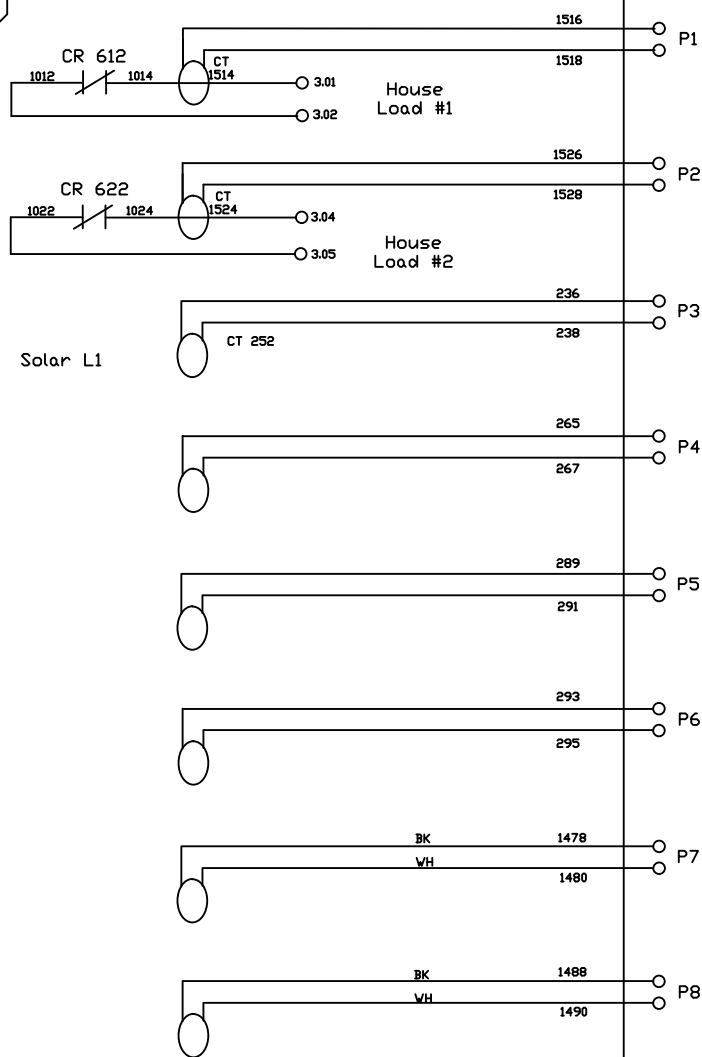 1516
P1
1518
CR 612
CT
1012
1014
1514
3.01
House
Load #1
3.02
1526
P2
1528
CR 622
CT
1022
1024
1524
3.04
House
Load #2
3.05
236
P3
238
CT 252
Solar L1
265
P4
267
289
P5
291
293
P6
295
BK
1478
P7
WH
1480
BK
1488
P8
WH
1490